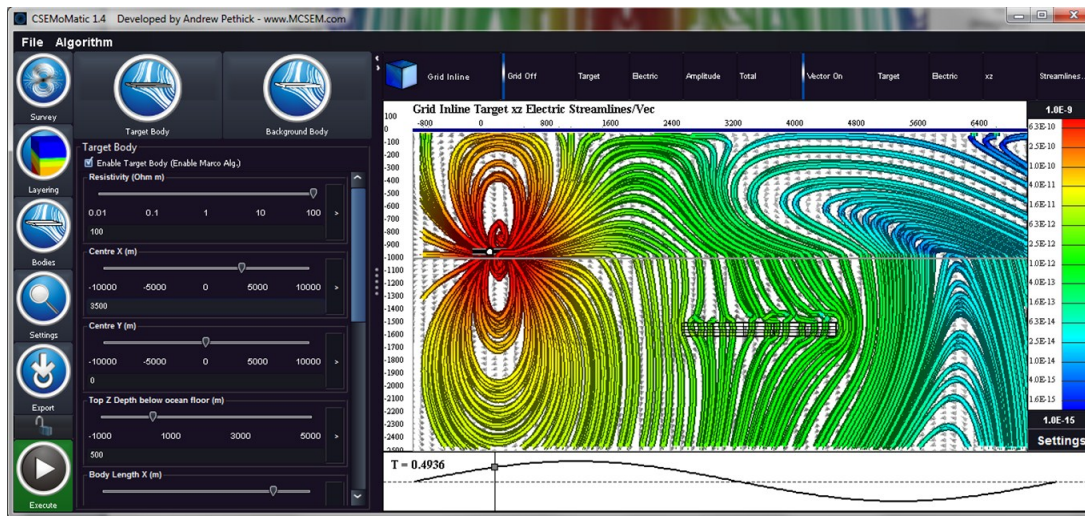 CSEMoMatic 1.4 Developed by Andrew Pethick - www.MCSEM.com
File Algorithm
Survey
Layering
Bodies
Settings
Export
Execute
Target Body
Background Body
Target Body
Enable Target Body (Enable Marco Alg.)
Resistivity (Ohm m)
0.01 0.1 1 10 100 >
100
Centre X (m)
-10000 -5000 0 5000 10000 >
3500
Centre Y (m)
-10000 -5000 0 5000 10000 >
0
Top Z Depth below ocean floor (m)
-1000 1000 3000 5000 >
500
Body Length X (m)
Grid Inline Grid Off Target Electric Amplitude Total Vector On Target Electric xz Streamlines...
Grid Inline Target xz Electric Streamlines/Vec
-800 0 800 1600 2400 3200 4000 4800 5600 6400
100
0
-100
-200
-300
-400
-500
-600
-700
-800
-900
-1000
-1100
-1200
-1300
-1400
-1500
-1600
-1700
-1800
-1900
-2000
-2100
-2200
-2300
-2400
1.0E-9
6.3E-10
2.5E-10
1.0E-10
4.0E-11
1.6E-11
6.3E-12
2.5E-12
1.0E-12
4.0E-13
1.6E-13
6.3E-14
2.5E-14
1.0E-14
4.0E-15
1.6E-15
1.0E-15
Settings
T = 0.4936